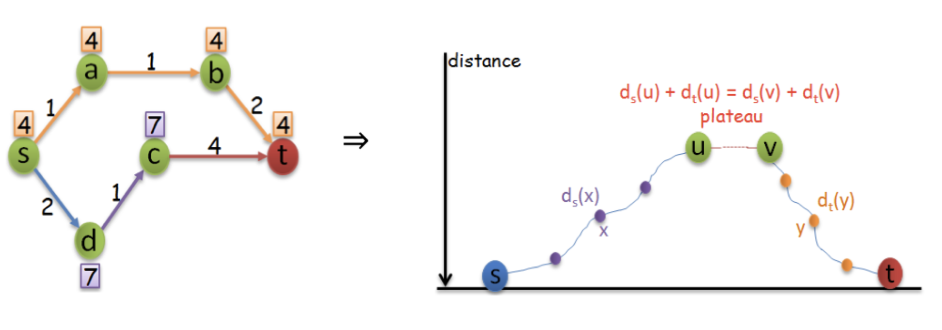 4
4
a
1
b
1
2
4
7
4
s
c
4
t
2
1
d
7
⇒
distance
dₛ(u) + dₜ(u) = dₛ(v) + dₜ(v)
plateau
u
v
dₛ(x)
x
dₜ(y)
y
s
t